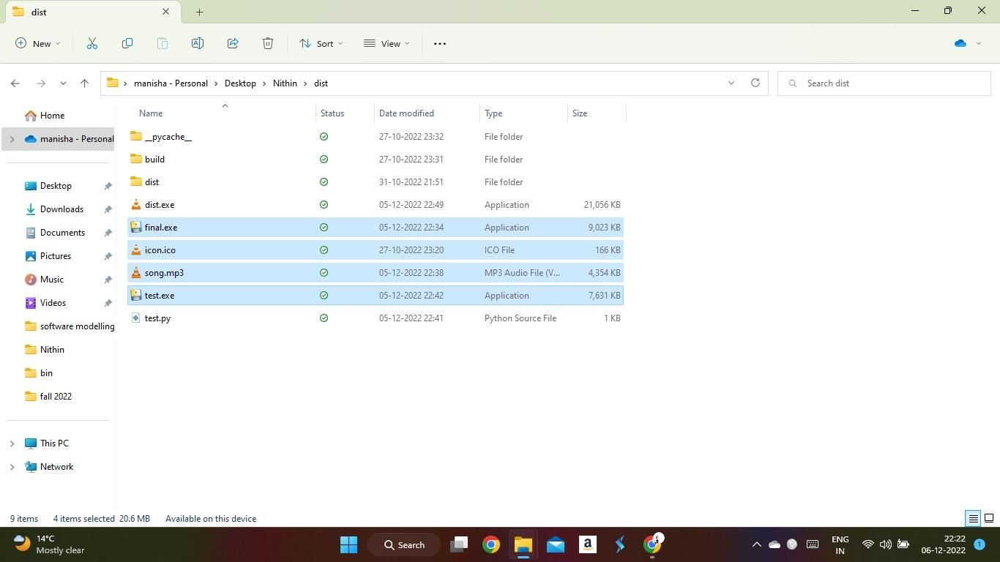 dist
New
Sort
View
manisha - Personal > Desktop > Nithin > dist
Search dist
Name Status Date modified Type Size
Home
manisha - Personal
Desktop
Downloads
Documents
Pictures
Music
Videos
software modelling
Nithin
bin
fall 2022
This PC
Network
__pycache__ 27-10-2022 23:32 File folder
build 27-10-2022 23:31 File folder
dist 31-10-2022 21:51 File folder
dist.exe 05-12-2022 22:49 Application 21,056 KB
final.exe 05-12-2022 22:34 Application 9,023 KB
icon.ico 27-10-2022 23:20 ICO File 166 KB
song.mp3 05-12-2022 22:38 MP3 Audio File (V... 4,354 KB
test.exe 05-12-2022 22:42 Application 7,631 KB
test.py 05-12-2022 22:41 Python Source File 1 KB
9 items 4 items selected 20.6 MB Available on this device
14°C
Mostly clear
Search
a
ENG
IN
22:22
06-12-2022
1